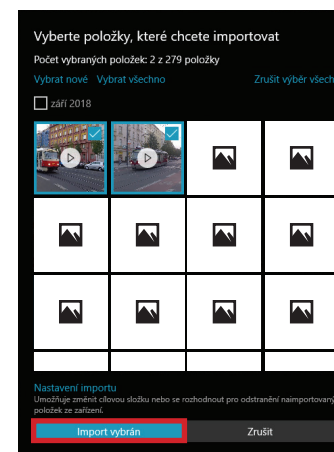 Vyberte položky, které chcete importovat
Počet vybraných položek: 2 z 279 položky
Vybrat nové Vybrat všechno Zrušit výběr všech
září 2018
Nastavení importu
Umožňuje změnit cílovou složku nebo se rozhodnout pro odstranění naimportovaný
položek ze zařízení.
Import vybrán Zrušit